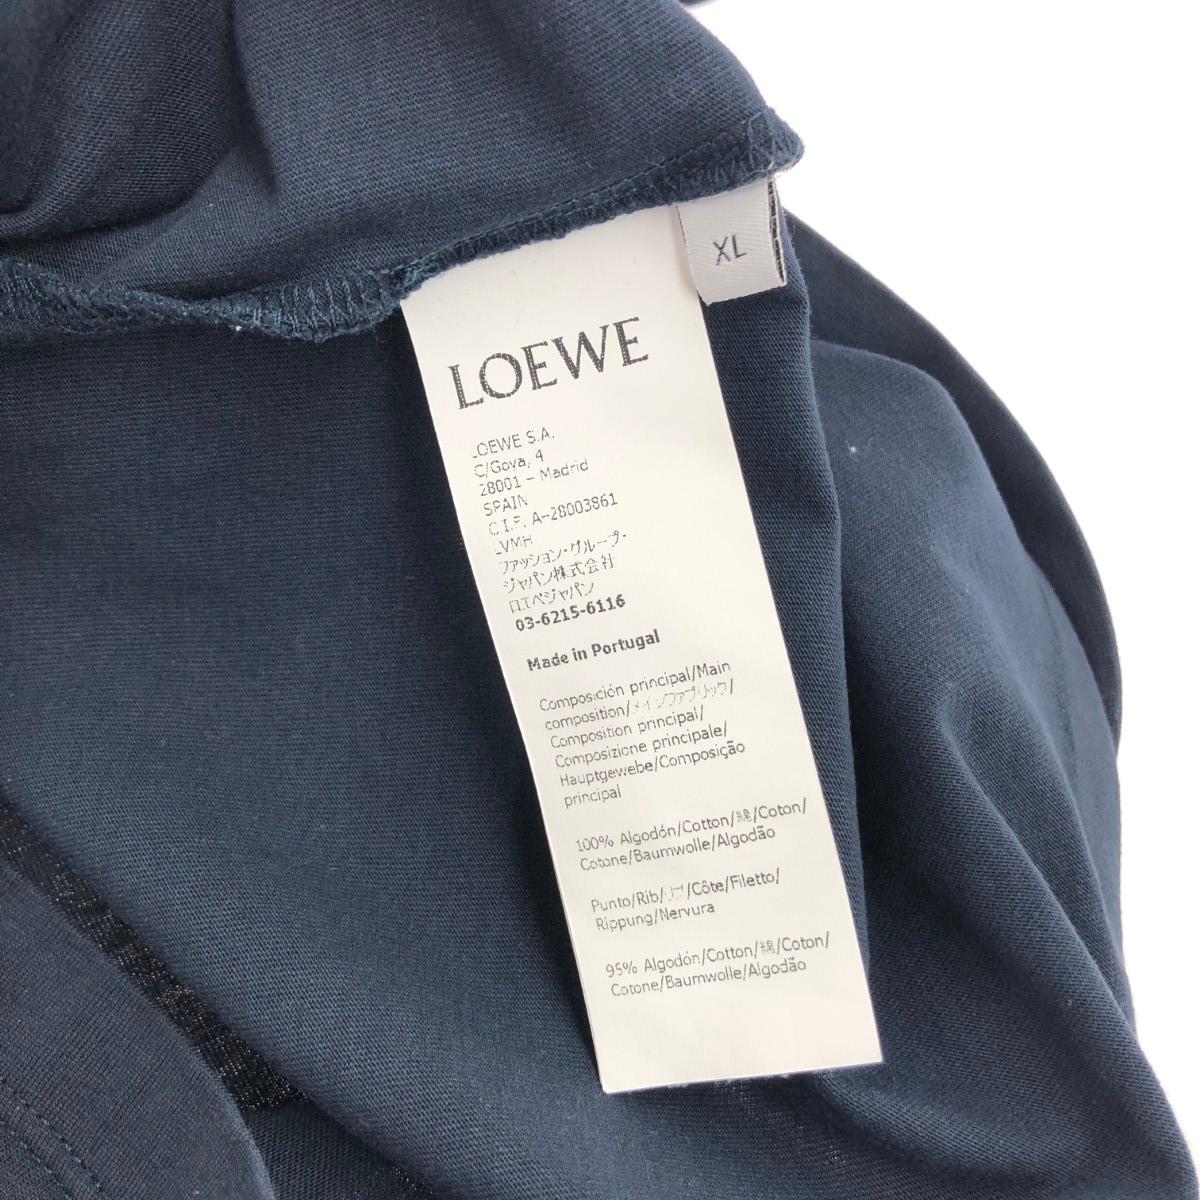 XL
LOEWE
LOEWE S.A.
C/Goya, 4
28001 – Madrid
SPAIN
C.I.F. A-28003861
LVMH
ファッション・グループ・
ジャパン株式会社
ロエベジャパン
03-6215-6116
Made in Portugal
Composición principal/Main
composition/メインファブリック/
Composition principal/
Composizione principale/
Hauptgewebe/Composição
principal
100% Algodón/Cotton/綿/Coton/
Cotone/Baumwolle/Algodão
Punto/Rib/リブ/Côte/Filetto/
Rippung/Nervura
95% Algodón/Cotton/綿/Coton/
Cotone/Baumwolle/Algodão